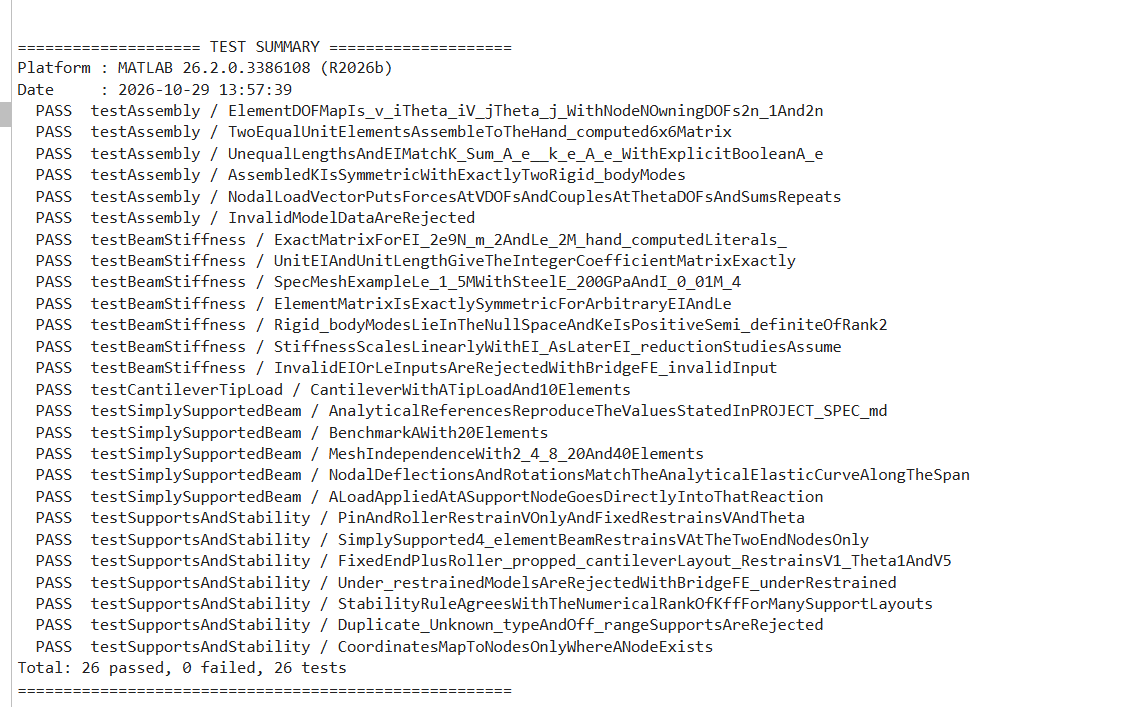 ==================== TEST SUMMARY ====================
Platform : MATLAB 26.2.0.3386108 (R2026b)
Date     : 2026-10-29 13:57:39
  PASS  testAssembly / ElementDOFMapIs_v_iTheta_iV_jTheta_j_WithNodeNOwningDOFs2n_1And2n
  PASS  testAssembly / TwoEqualUnitElementsAssembleToTheHand_computed6x6Matrix
  PASS  testAssembly / UnequalLengthsAndEIMatchK_Sum_A_e__k_e_A_e_WithExplicitBooleanA_e
  PASS  testAssembly / AssembledKIsSymmetricWithExactlyTwoRigid_bodyModes
  PASS  testAssembly / NodalLoadVectorPutsForcesAtVDOFsAndCouplesAtThetaDOFsAndSumsRepeats
  PASS  testAssembly / InvalidModelDataAreRejected
  PASS  testBeamStiffness / ExactMatrixForEI_2e9N_m_2AndLe_2M_hand_computedLiterals_
  PASS  testBeamStiffness / UnitEIAndUnitLengthGiveTheIntegerCoefficientMatrixExactly
  PASS  testBeamStiffness / SpecMeshExampleLe_1_5MWithSteelE_200GPaAndI_0_01M_4
  PASS  testBeamStiffness / ElementMatrixIsExactlySymmetricForArbitraryEIAndLe
  PASS  testBeamStiffness / Rigid_bodyModesLieInTheNullSpaceAndKeIsPositiveSemi_definiteOfRank2
  PASS  testBeamStiffness / StiffnessScalesLinearlyWithEI_AsLaterEI_reductionStudiesAssume
  PASS  testBeamStiffness / InvalidEIOrLeInputsAreRejectedWithBridgeFE_invalidInput
  PASS  testCantileverTipLoad / CantileverWithATipLoadAnd10Elements
  PASS  testSimplySupportedBeam / AnalyticalReferencesReproduceTheValuesStatedInPROJECT_SPEC_md
  PASS  testSimplySupportedBeam / BenchmarkAWith20Elements
  PASS  testSimplySupportedBeam / MeshIndependenceWith2_4_8_20And40Elements
  PASS  testSimplySupportedBeam / NodalDeflectionsAndRotationsMatchTheAnalyticalElasticCurveAlongTheSpan
  PASS  testSimplySupportedBeam / ALoadAppliedAtASupportNodeGoesDirectlyIntoThatReaction
  PASS  testSupportsAndStability / PinAndRollerRestrainVOnlyAndFixedRestrainsVAndTheta
  PASS  testSupportsAndStability / SimplySupported4_elementBeamRestrainsVAtTheTwoEndNodesOnly
  PASS  testSupportsAndStability / FixedEndPlusRoller_propped_cantileverLayout_RestrainsV1_Theta1AndV5
  PASS  testSupportsAndStability / Under_restrainedModelsAreRejectedWithBridgeFE_underRestrained
  PASS  testSupportsAndStability / StabilityRuleAgreesWithTheNumericalRankOfKffForManySupportLayouts
  PASS  testSupportsAndStability / Duplicate_Unknown_typeAndOff_rangeSupportsAreRejected
  PASS  testSupportsAndStability / CoordinatesMapToNodesOnlyWhereANodeExists
Total: 26 passed, 0 failed, 26 tests
======================================================